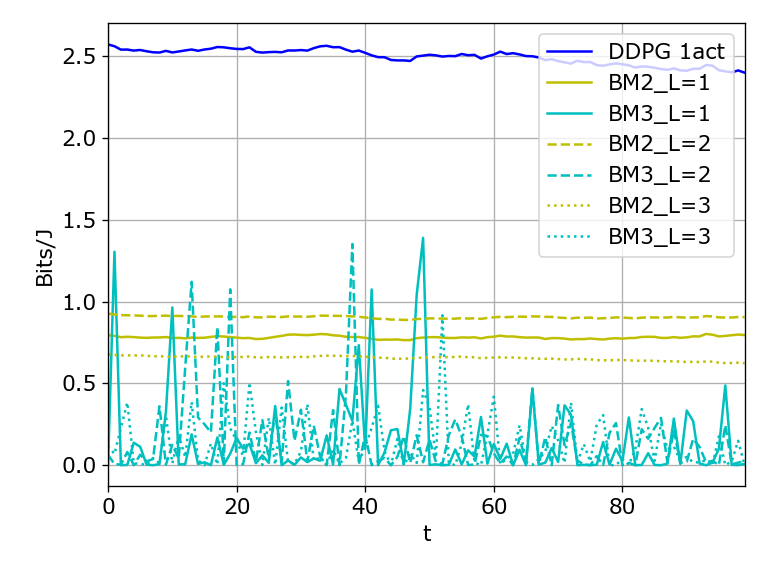 2.5
2.0
1.5
1.0
0.5
0.0
Bits/J
0
20
40
60
80
t
DDPG 1act
BM2_L=1
BM3_L=1
BM2_L=2
BM3_L=2
BM2_L=3
BM3_L=3